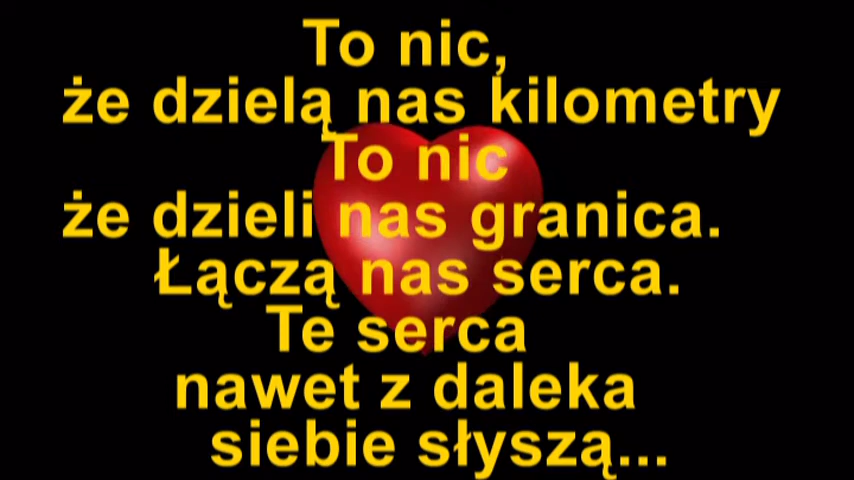 To nic,
że dzielą nas kilometry
To nic
że dzieli nas granica.
Łączą nas serca.
Te serca
nawet z daleka
siebie słyszą...